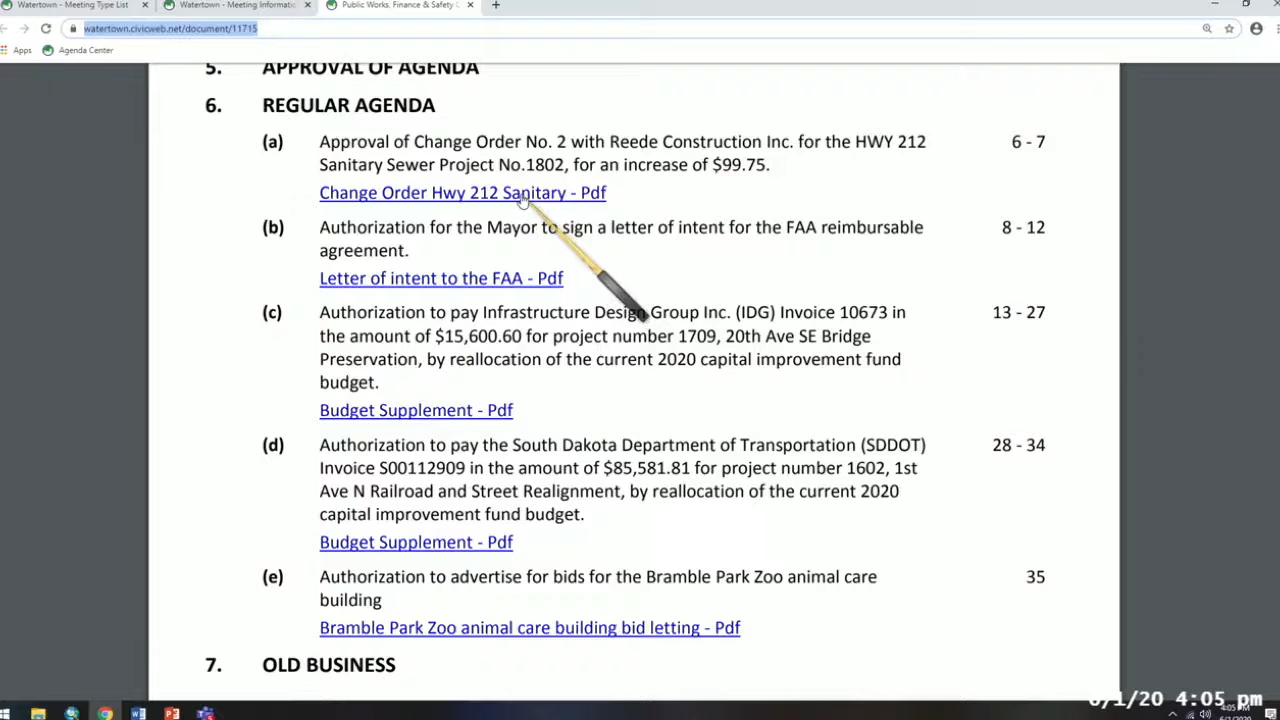 Watertown - Meeting Type List
Watertown - Meeting Informati
Public Works, Finance & Safety C
watertown.civicweb.net/document/11715
Apps
Agenda Center
5. APPROVAL OF AGENDA
6. REGULAR AGENDA
(a) Approval of Change Order No. 2 with Reede Construction Inc. for the HWY 212 6 - 7
Sanitary Sewer Project No.1802, for an increase of $99.75.
Change Order Hwy 212 Sanitary - Pdf
(b) Authorization for the Mayor to sign a letter of intent for the FAA reimbursable 8 - 12
agreement.
Letter of intent to the FAA - Pdf
(c) Authorization to pay Infrastructure Design Group Inc. (IDG) Invoice 10673 in 13 - 27
the amount of $15,600.60 for project number 1709, 20th Ave SE Bridge
Preservation, by reallocation of the current 2020 capital improvement fund
budget.
Budget Supplement - Pdf
(d) Authorization to pay the South Dakota Department of Transportation (SDDOT) 28 - 34
Invoice S00112909 in the amount of $85,581.81 for project number 1602, 1st
Ave N Railroad and Street Realignment, by reallocation of the current 2020
capital improvement fund budget.
Budget Supplement - Pdf
(e) Authorization to advertise for bids for the Bramble Park Zoo animal care 35
building
Bramble Park Zoo animal care building bid letting - Pdf
7. OLD BUSINESS
6/1/20 4:05 pm